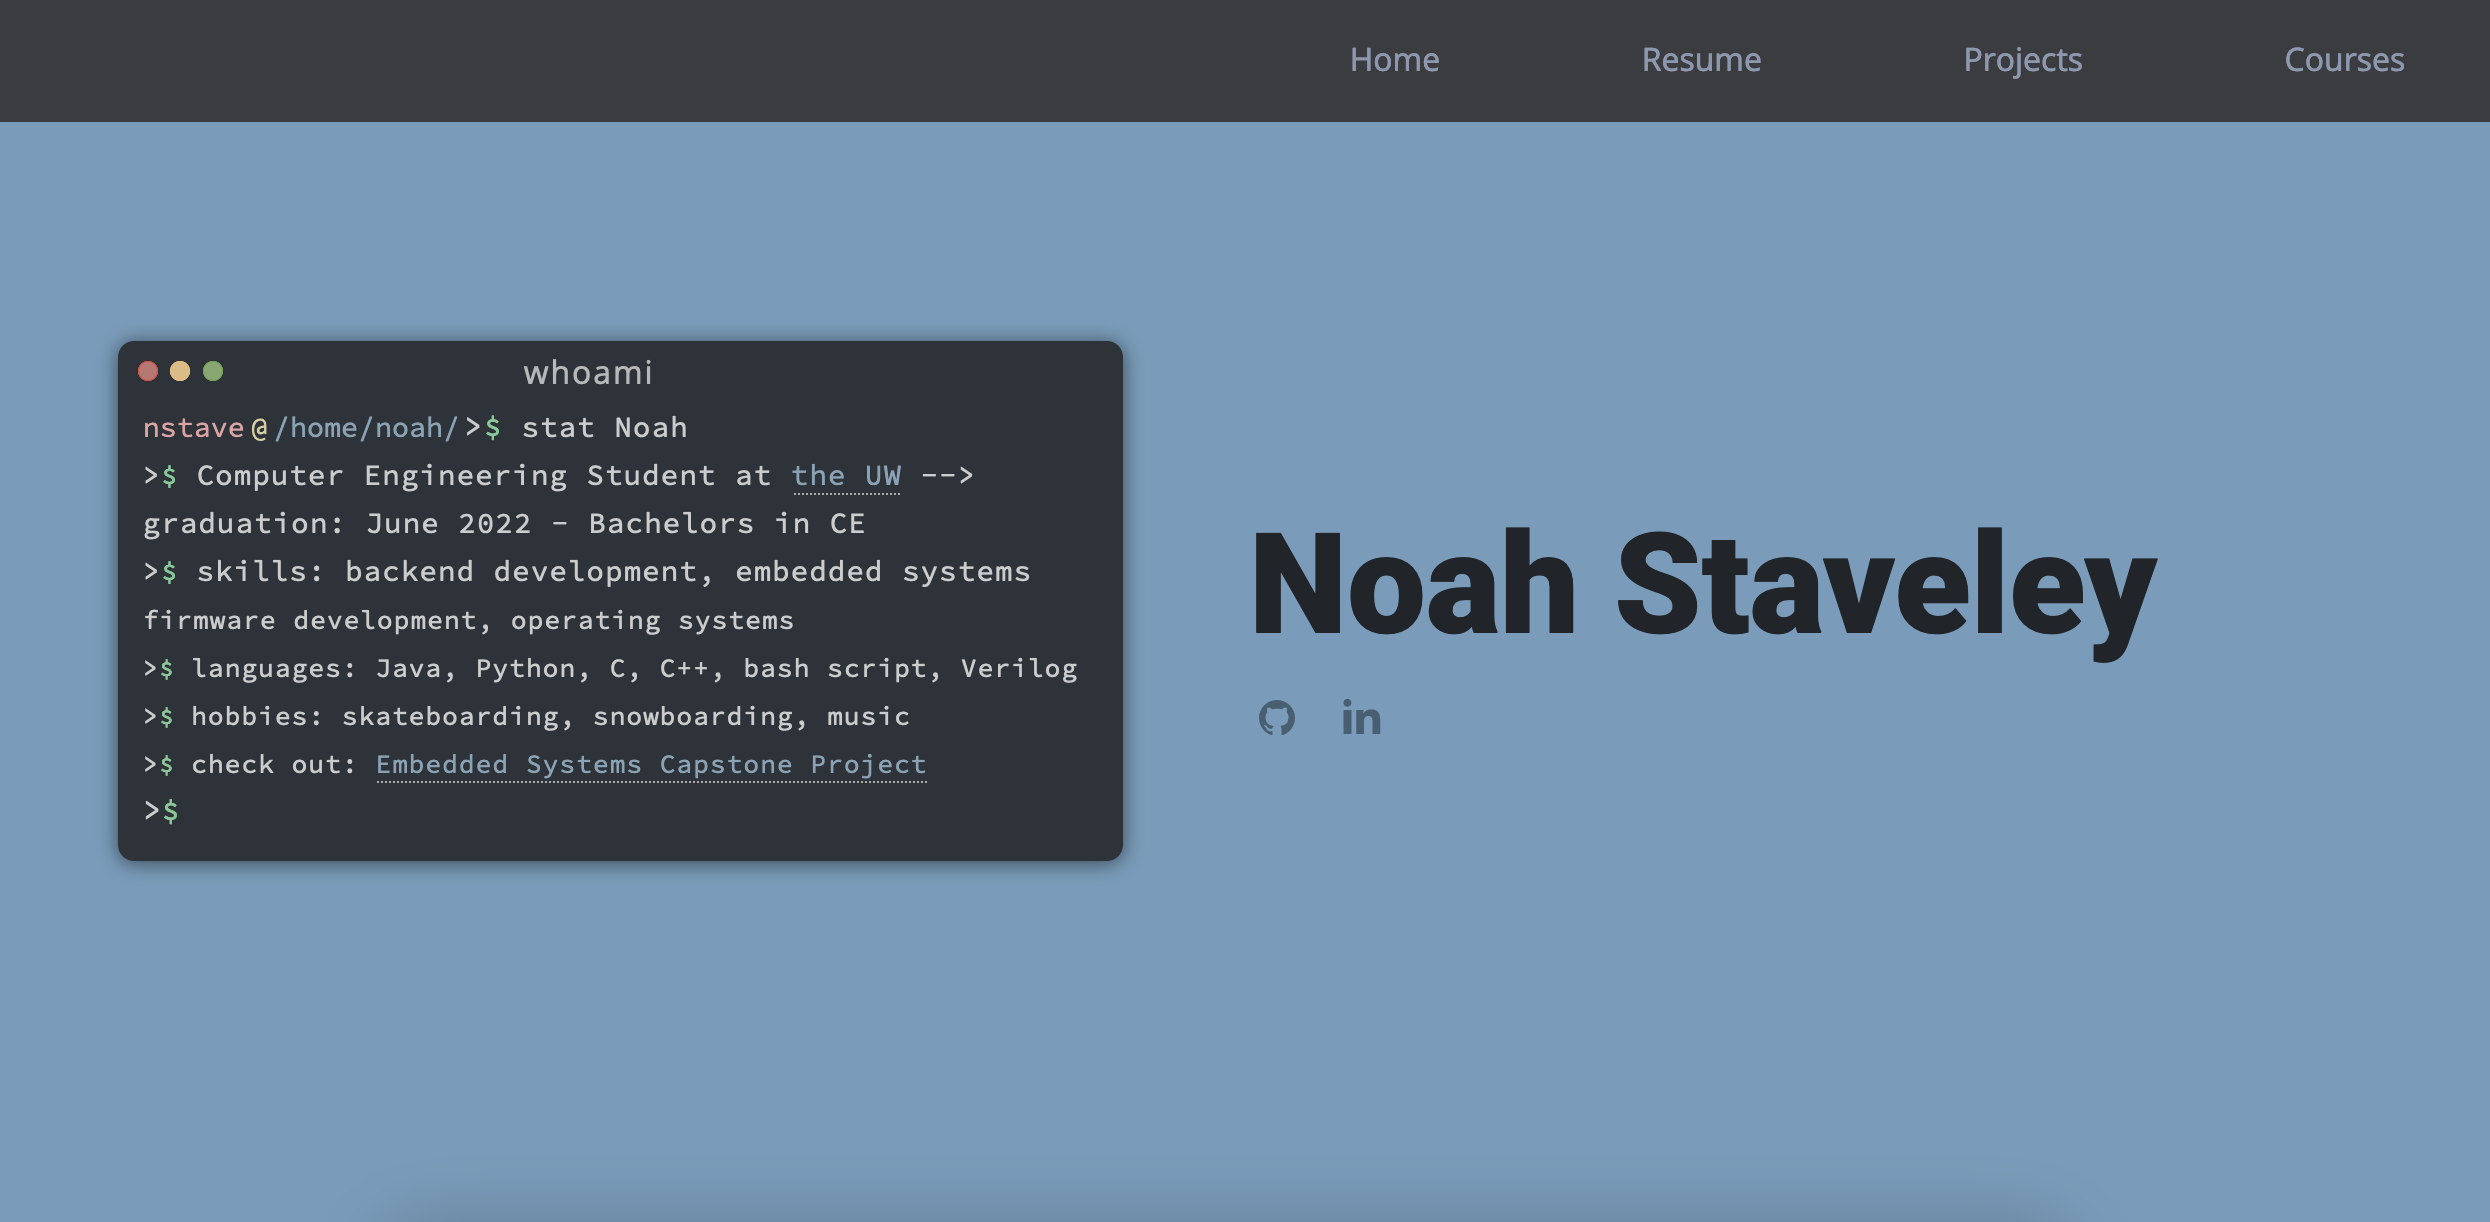 Home Resume Projects Courses
whoami
nstave@/home/noah/>$ stat Noah
>$ Computer Engineering Student at the UW -->
graduation: June 2022 - Bachelors in CE
>$ skills: backend development, embedded systems
firmware development, operating systems
>$ languages: Java, Python, C, C++, bash script, Verilog
>$ hobbies: skateboarding, snowboarding, music
>$ check out: Embedded Systems Capstone Project
>$
Noah Staveley
in